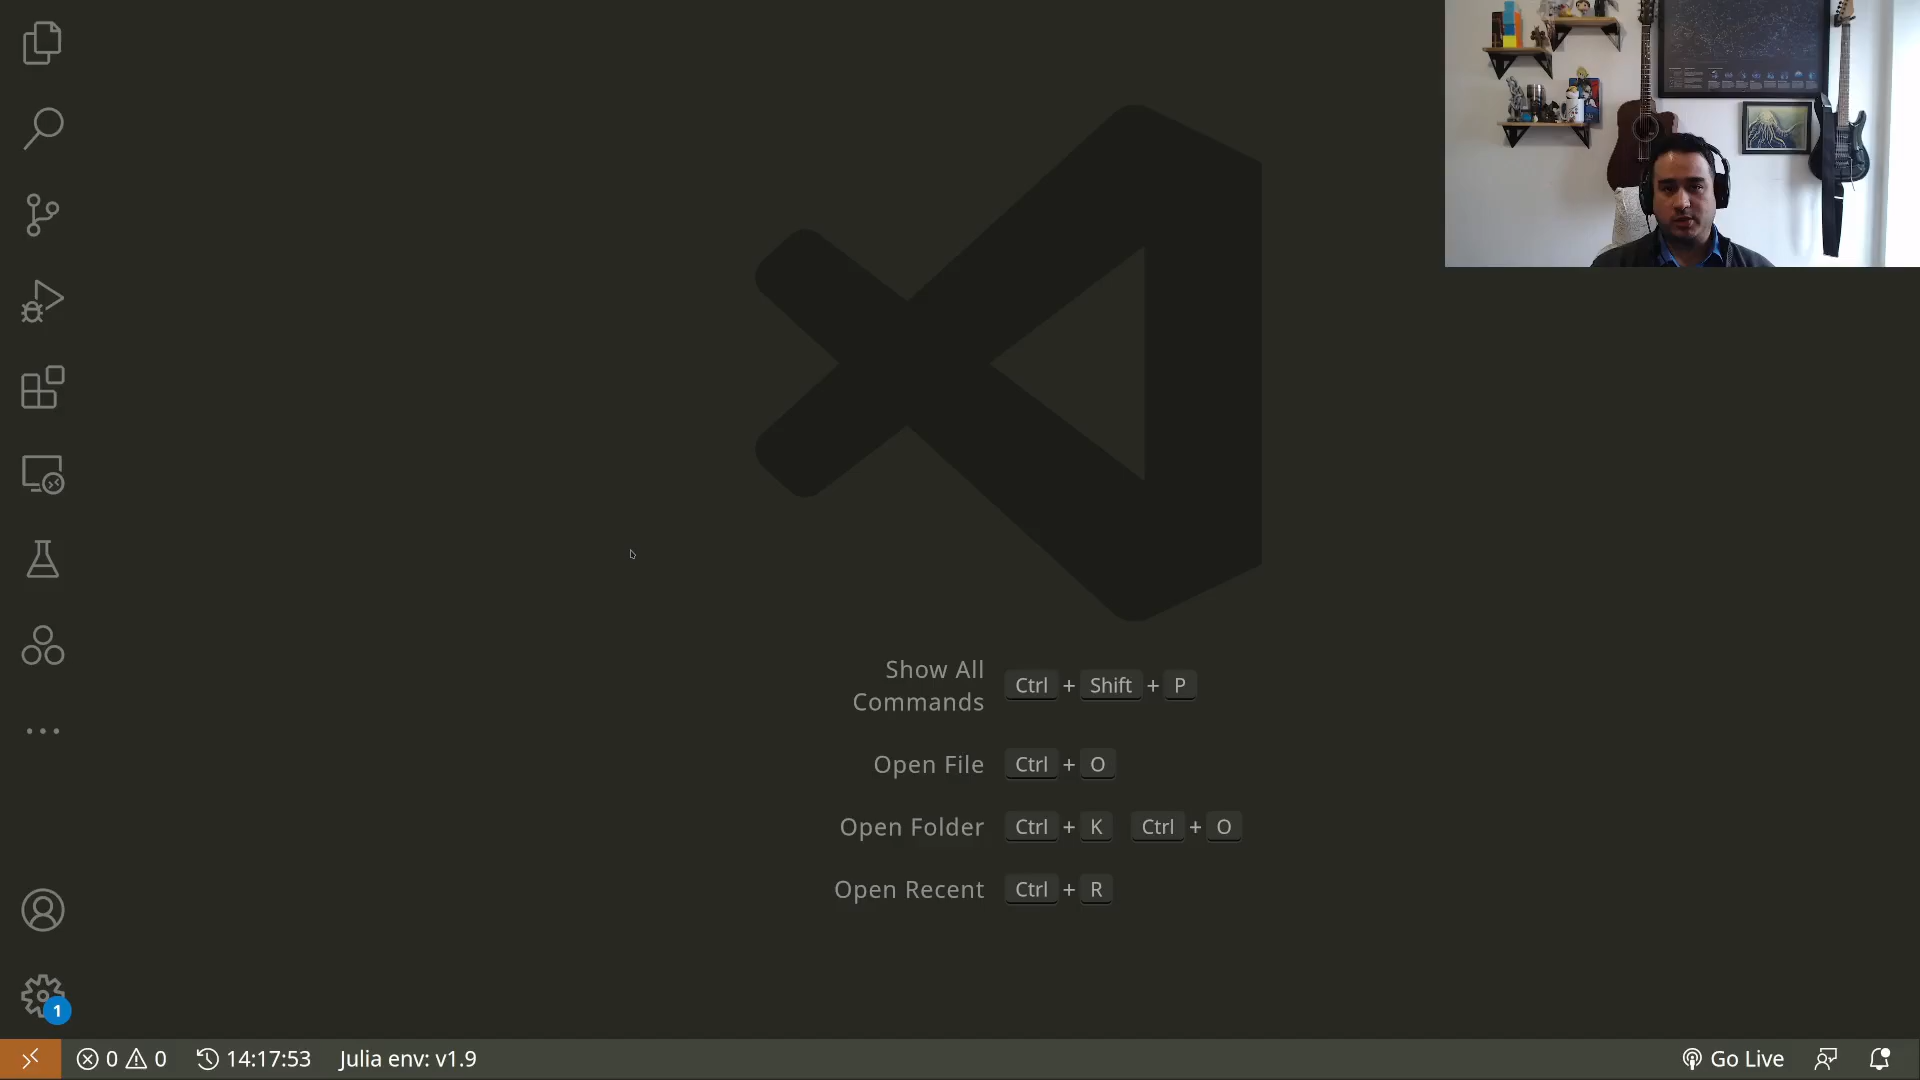 Show All
Commands
Ctrl + Shift + P
Open File
Ctrl + O
Open Folder
Ctrl + K Ctrl + O
Open Recent
Ctrl + R
1
0 0 14:17:53 Julia env: v1.9 Go Live